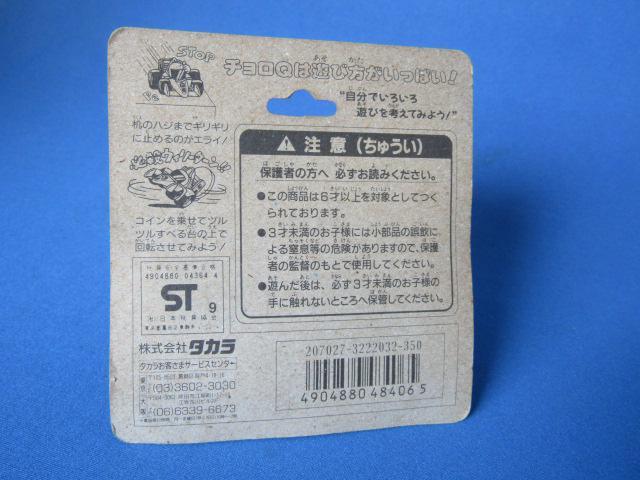 STOP
チョロQは遊び方がいっぱい!
"自分でいろいろ
遊びを考えてみよう!"
机のハジまでギリギリ
に止めるのがエライ!
コインを乗せてツル
ツルすべる台の上で
回転させてみよう!
注意(ちゅうい)
保護者の方へ 必ずお読みください。
●この商品は6才以上を対象としてつく
られております。
●3才未満のお子様には小部品の誤飲に
よる窒息等の危険がありますので、保護
者の監督のもとで使用してください。
●遊んだ後は、必ず3才未満のお子様の
手に触れないところへ保管してください。
4904880 04364 4
ST 9
株式会社 タカラ
タカラお客さまサービスセンター
東京
(03)3602-3030
大阪
(06)6339-6673
207027-3222032-350
4904880 48406 5